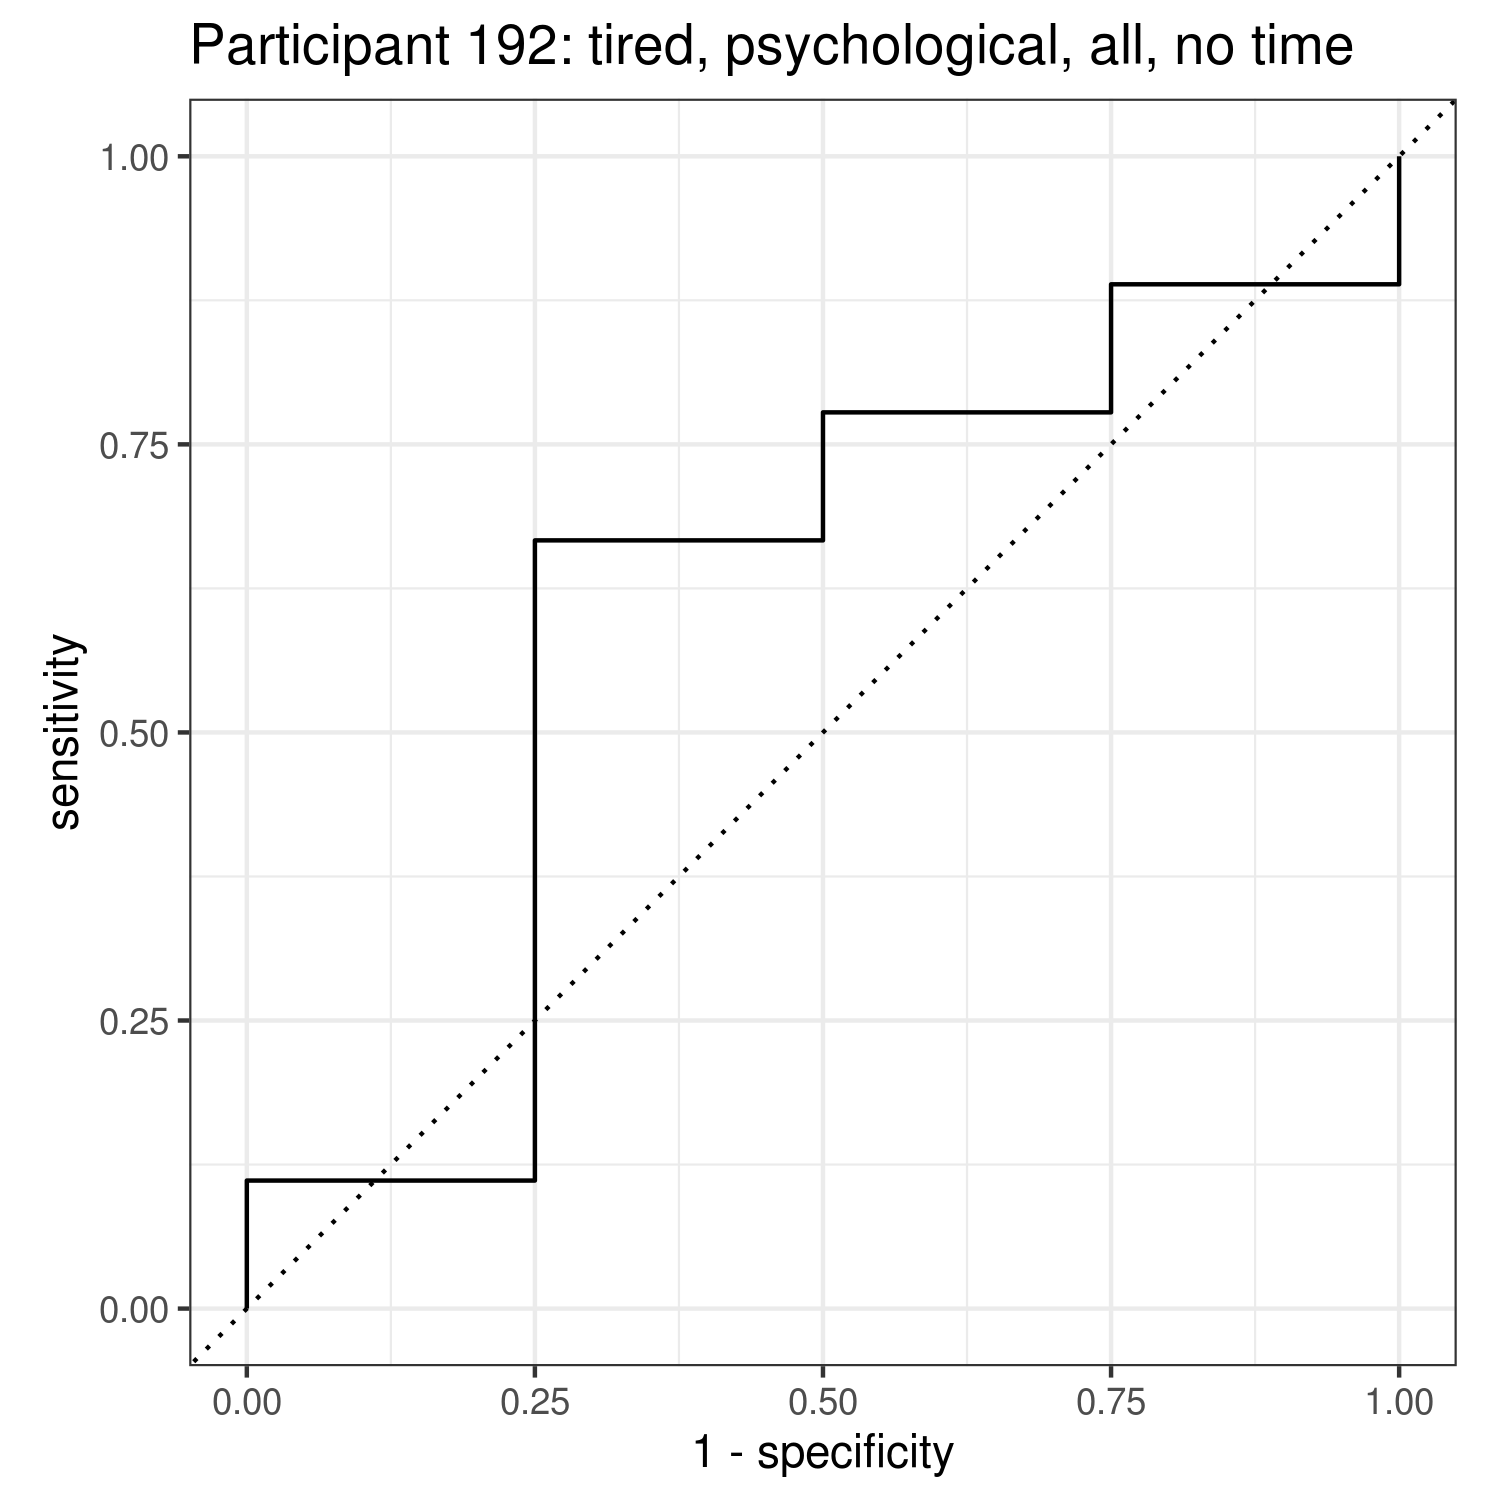 Participant 192: tired, psychological, all, no time
1.00
0.75
0.50
0.25
0.00
sensitivity
0.00 0.25 0.50 0.75 1.00
1 - specificity